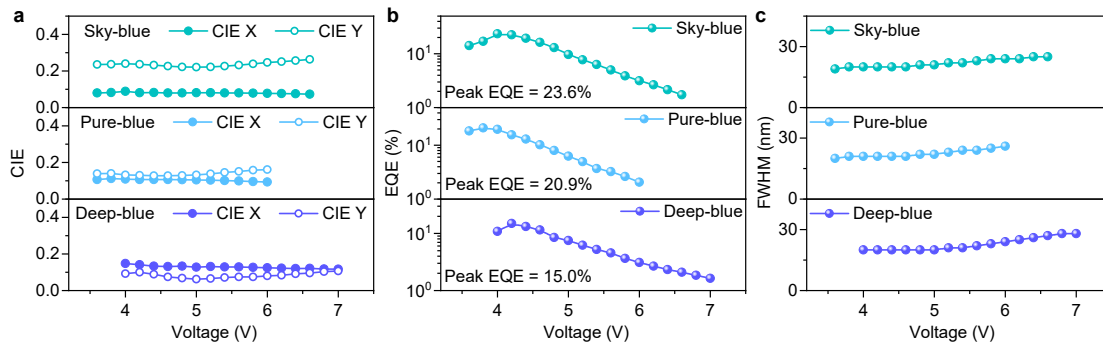 a
CIE
0.4
0.2
0.0
Sky-blue
CIE X
CIE Y
0.4
0.2
0.0
Pure-blue
CIE X
CIE Y
0.4
0.2
0.0
Deep-blue
CIE X
CIE Y
4
5
6
7
Voltage (V)
b
EQE (%)
10¹
10⁰
Sky-blue
Peak EQE = 23.6%
10¹
10⁰
Pure-blue
Peak EQE = 20.9%
10¹
10⁰
Deep-blue
Peak EQE = 15.0%
4
5
6
7
Voltage (V)
c
FWHM (nm)
30
0
Sky-blue
30
0
Pure-blue
30
0
Deep-blue
4
5
6
7
Voltage (V)